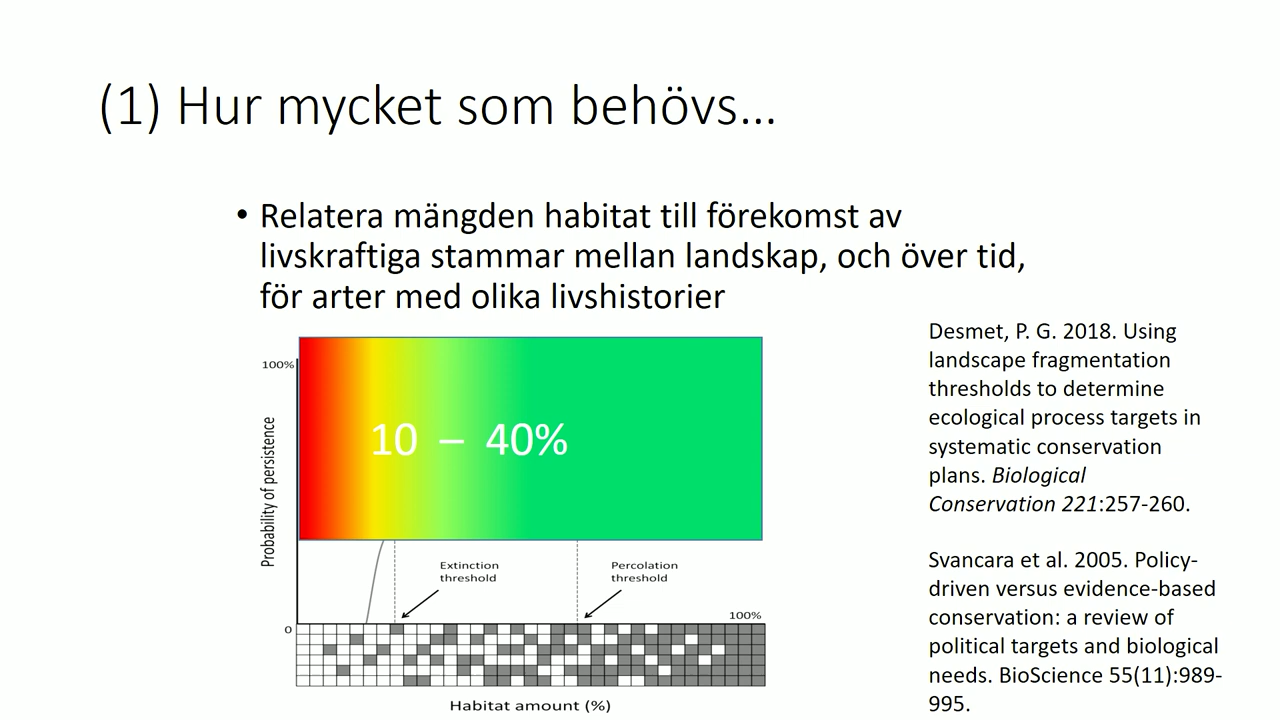 (1) Hur mycket som behövs...
• Relatera mängden habitat till förekomst av
livskraftiga stammar mellan landskap, och över tid,
för arter med olika livshistorier
100%
Probability of persistence
10 – 40%
Extinction
threshold
Percolation
threshold
100%
0
Habitat amount (%)
Desmet, P. G. 2018. Using
landscape fragmentation
thresholds to determine
ecological process targets in
systematic conservation
plans. Biological
Conservation 221:257-260.
Svancara et al. 2005. Policy-
driven versus evidence-based
conservation: a review of
political targets and biological
needs. BioScience 55(11):989-
995.